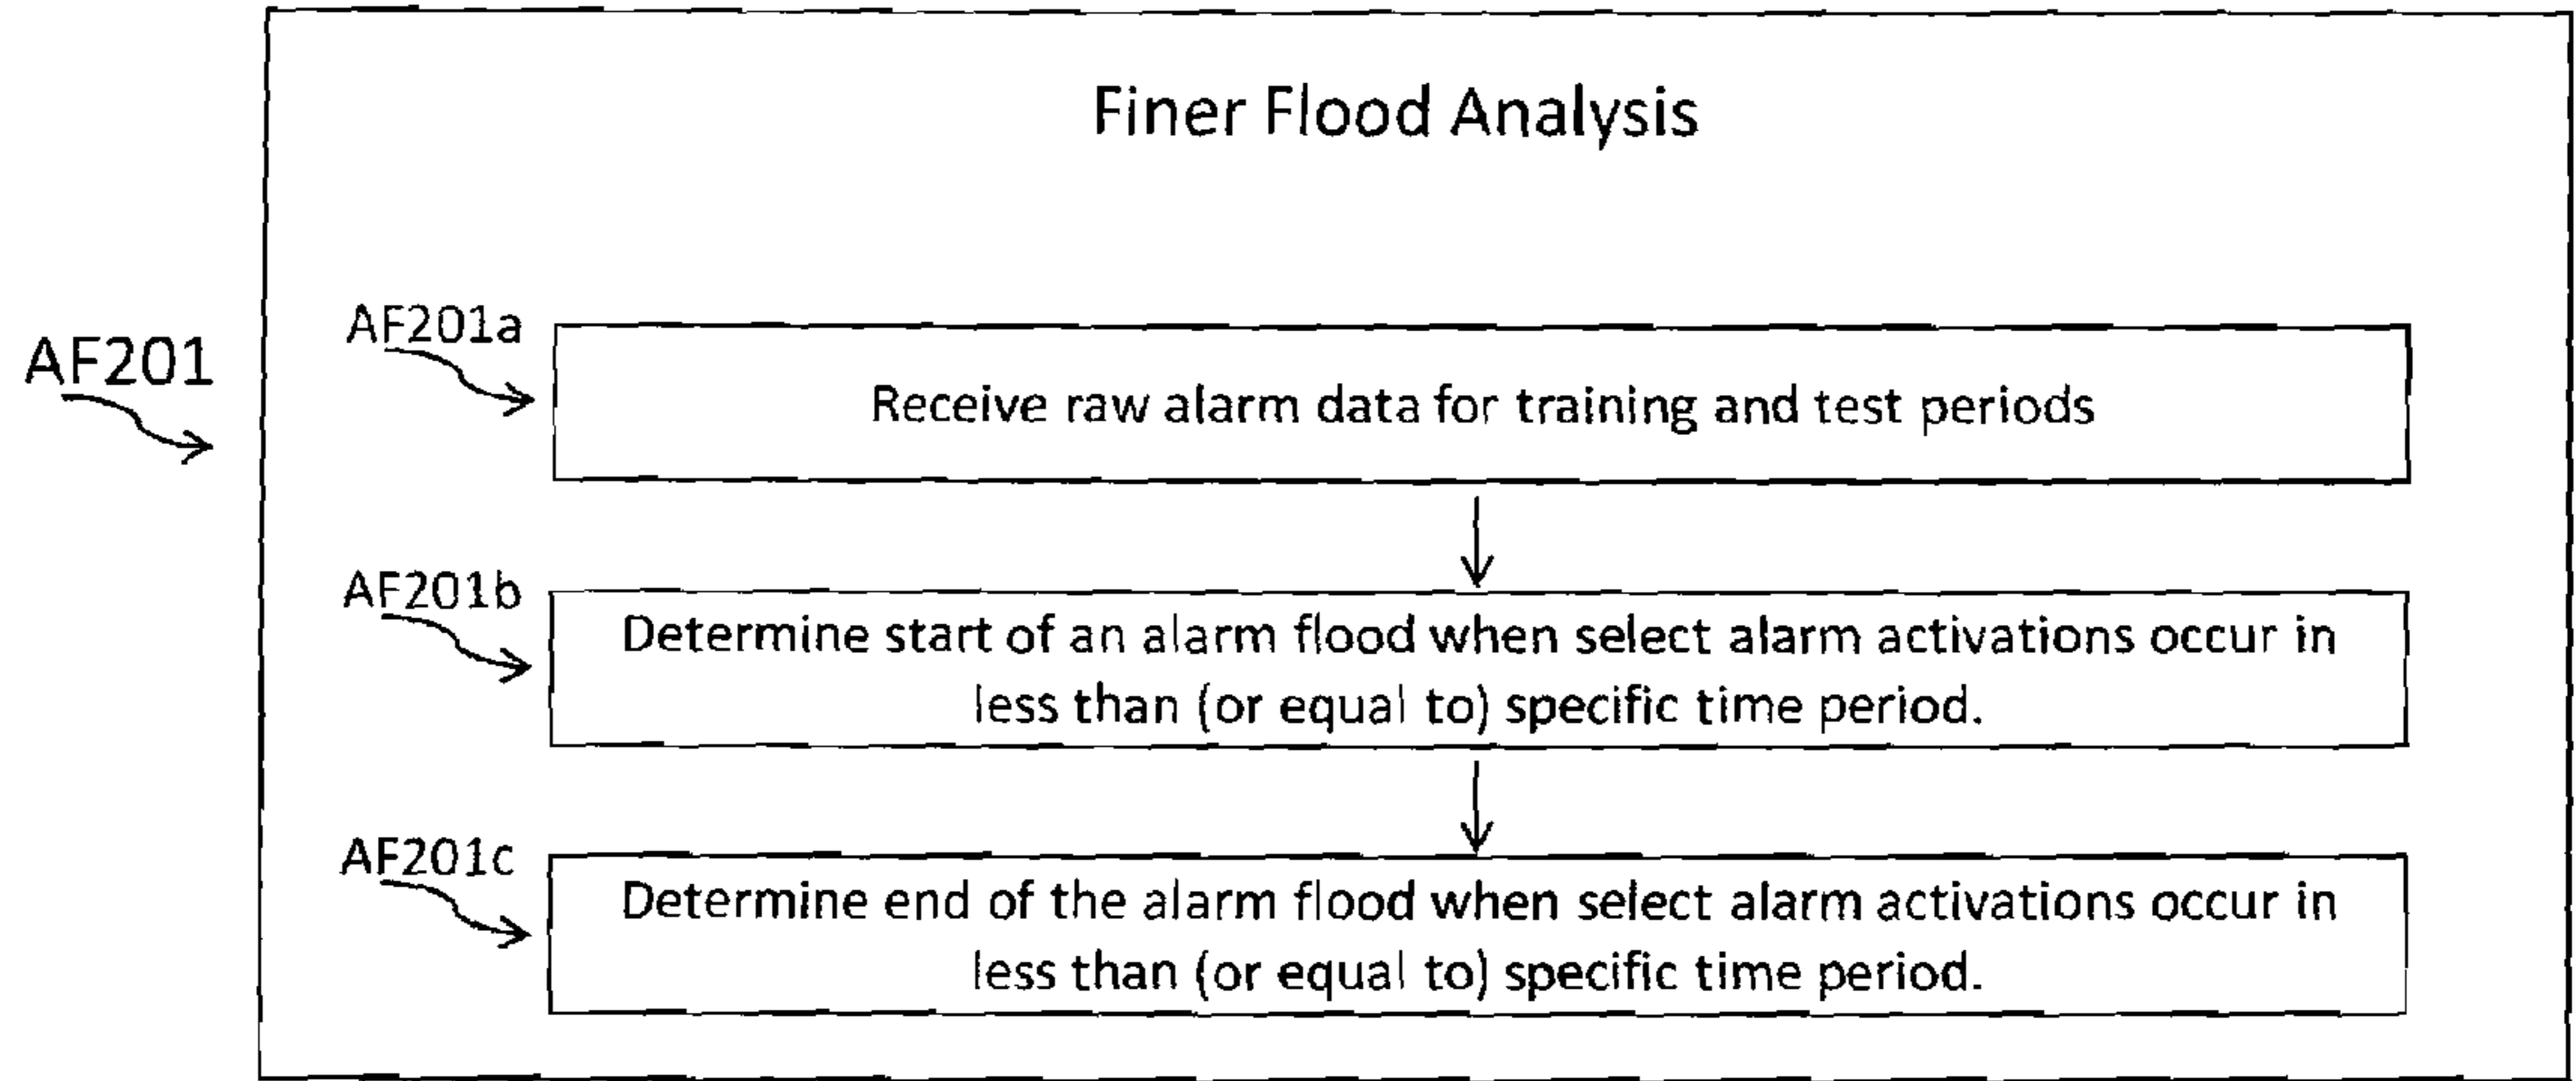 Finer Flood Analysis
AF201
AF201a
Receive raw alarm data for training and test periods
AF201b
Determine start of an alarm flood when select alarm activations occur in
less than (or equal to) specific time period.
AF201c
Determine end of the alarm flood when select alarm activations occur in
less than (or equal to) specific time period.